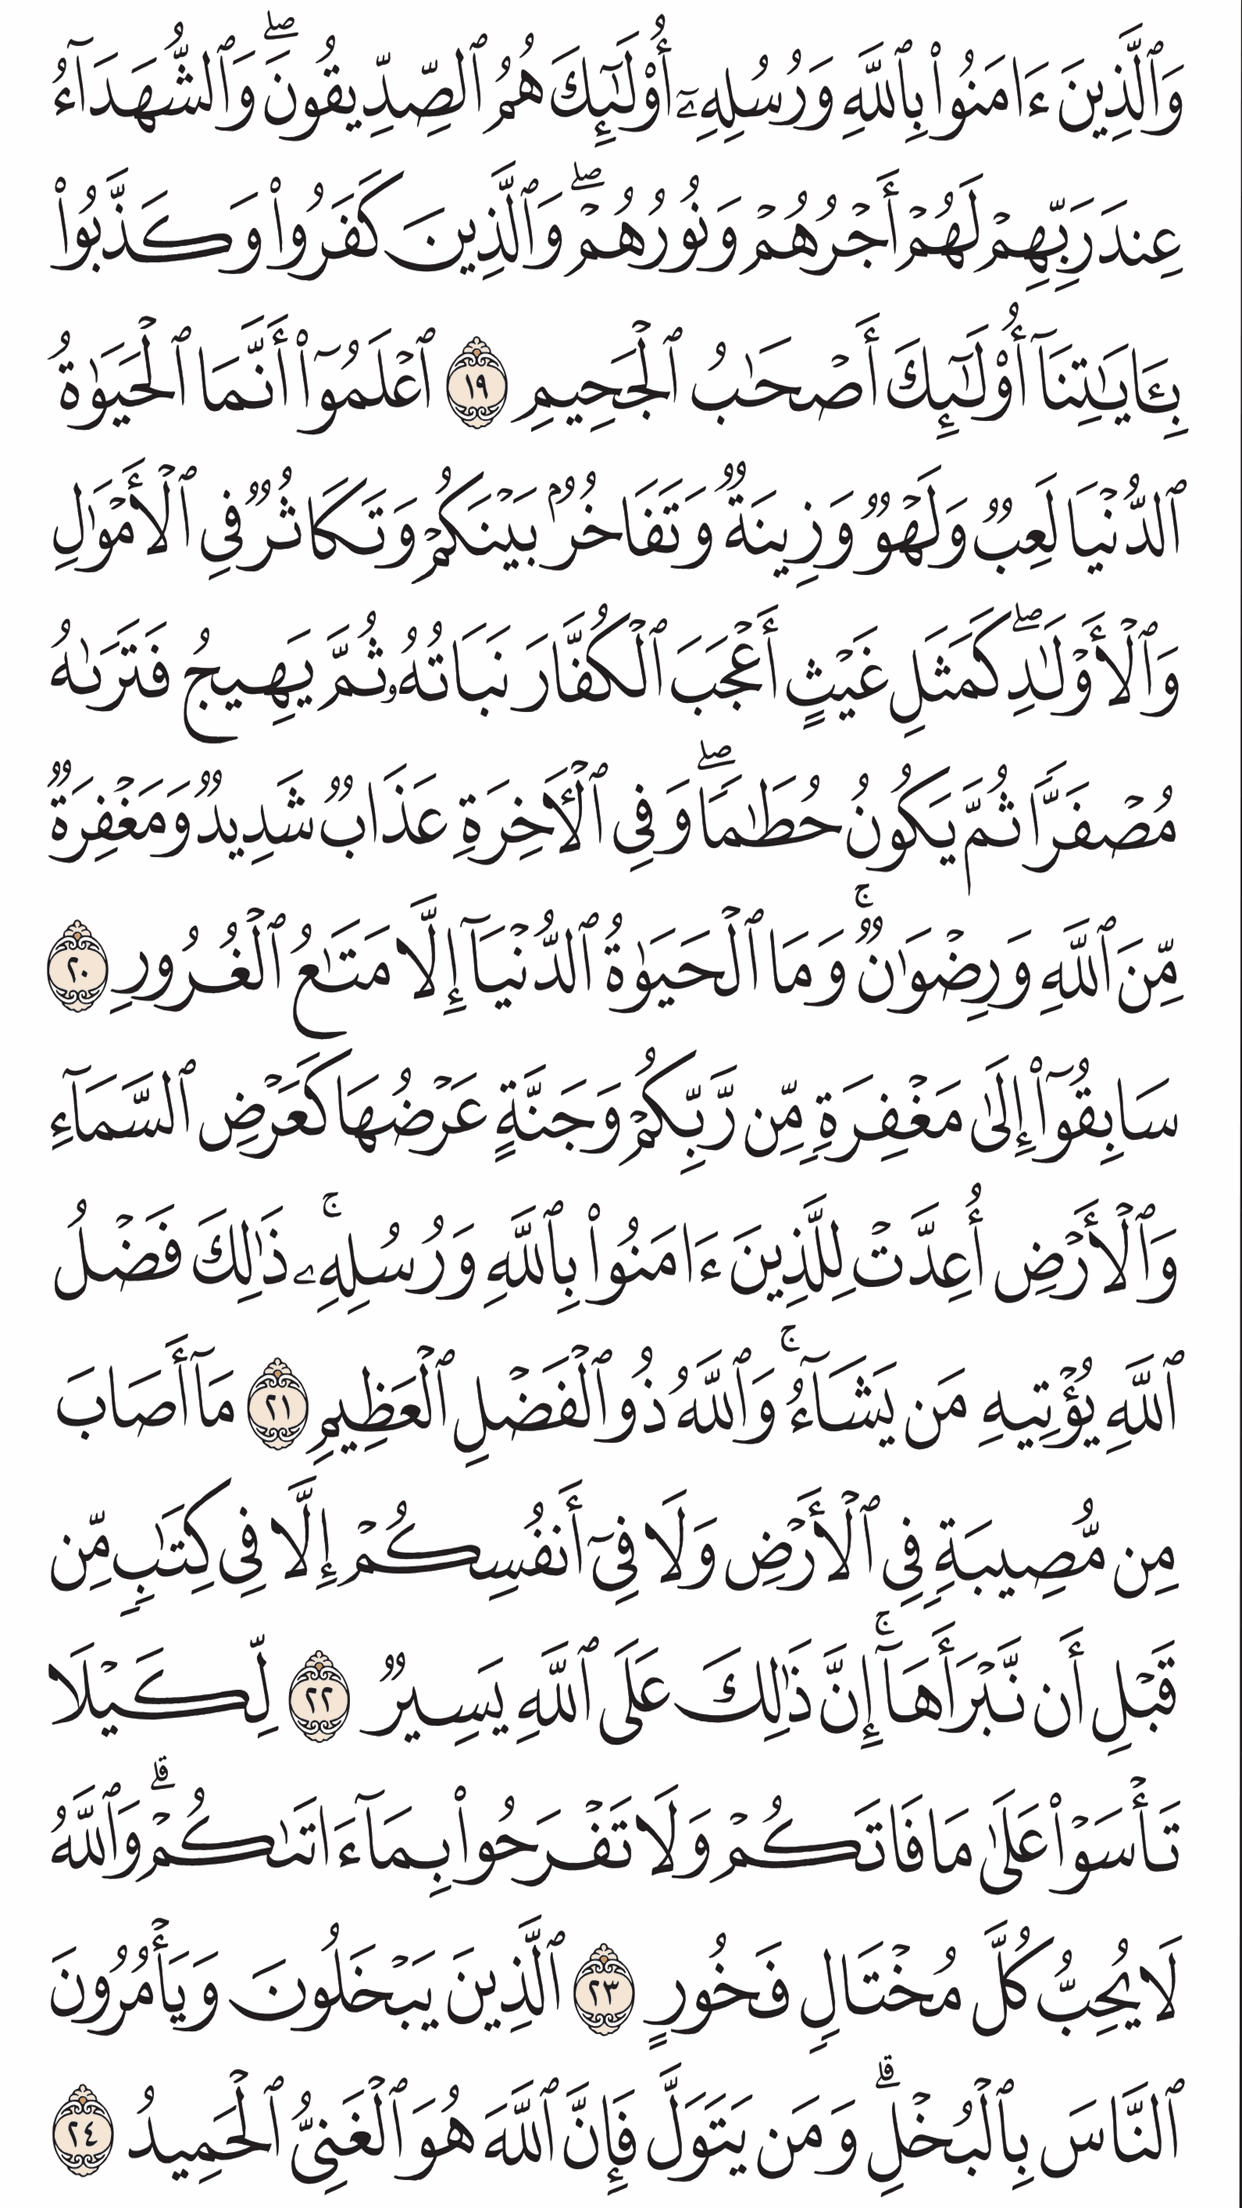 وَٱلَّذِينَ ءَامَنُوا۟ بِٱللَّهِ وَرُسُلِهِۦٓ أُو۟لَٰٓئِكَ هُمُ ٱلصِّدِّيقُونَ ۖ وَٱلشُّهَدَآءُ
عِندَ رَبِّهِمْ لَهُمْ أَجْرُهُمْ وَنُورُهُمْ ۖ وَٱلَّذِينَ كَفَرُوا۟ وَكَذَّبُوا۟
بِـَٔايَٰتِنَآ أُو۟لَٰٓئِكَ أَصْحَٰبُ ٱلْجَحِيمِ ١٩ ٱعْلَمُوٓا۟ أَنَّمَا ٱلْحَيَوٰةُ
ٱلدُّنْيَا لَعِبٌ وَلَهْوٌ وَزِينَةٌ وَتَفَاخُرٌۢ بَيْنَكُمْ وَتَكَاثُرٌ فِى ٱلْأَمْوَٰلِ
وَٱلْأَوْلَٰدِ ۖ كَمَثَلِ غَيْثٍ أَعْجَبَ ٱلْكُفَّارَ نَبَاتُهُۥ ثُمَّ يَهِيجُ فَتَرَىٰهُ
مُصْفَرًّا ثُمَّ يَكُونُ حُطَٰمًا ۖ وَفِى ٱلْـَٔاخِرَةِ عَذَابٌ شَدِيدٌ وَمَغْفِرَةٌ
مِّنَ ٱللَّهِ وَرِضْوَٰنٌ ۚ وَمَا ٱلْحَيَوٰةُ ٱلدُّنْيَآ إِلَّا مَتَٰعُ ٱلْغُرُورِ ٢٠
سَابِقُوٓا۟ إِلَىٰ مَغْفِرَةٍ مِّن رَّبِّكُمْ وَجَنَّةٍ عَرْضُهَا كَعَرْضِ ٱلسَّمَآءِ
وَٱلْأَرْضِ أُعِدَّتْ لِلَّذِينَ ءَامَنُوا۟ بِٱللَّهِ وَرُسُلِهِۦ ۚ ذَٰلِكَ فَضْلُ
ٱللَّهِ يُؤْتِيهِ مَن يَشَآءُ ۚ وَٱللَّهُ ذُو ٱلْفَضْلِ ٱلْعَظِيمِ ٢١ مَآ أَصَابَ
مِن مُّصِيبَةٍ فِى ٱلْأَرْضِ وَلَا فِىٓ أَنفُسِكُمْ إِلَّا فِى كِتَٰبٍ مِّن
قَبْلِ أَن نَّبْرَأَهَآ ۚ إِنَّ ذَٰلِكَ عَلَى ٱللَّهِ يَسِيرٌ ٢٢ لِّكَيْلَا
تَأْسَوْا۟ عَلَىٰ مَا فَاتَكُمْ وَلَا تَفْرَحُوا۟ بِمَآ ءَاتَىٰكُمْ ۗ وَٱللَّهُ
لَا يُحِبُّ كُلَّ مُخْتَالٍ فَخُورٍ ٢٣ ٱلَّذِينَ يَبْخَلُونَ وَيَأْمُرُونَ
ٱلنَّاسَ بِٱلْبُخْلِ ۗ وَمَن يَتَوَلَّ فَإِنَّ ٱللَّهَ هُوَ ٱلْغَنِىُّ ٱلْحَمِيدُ ٢٤